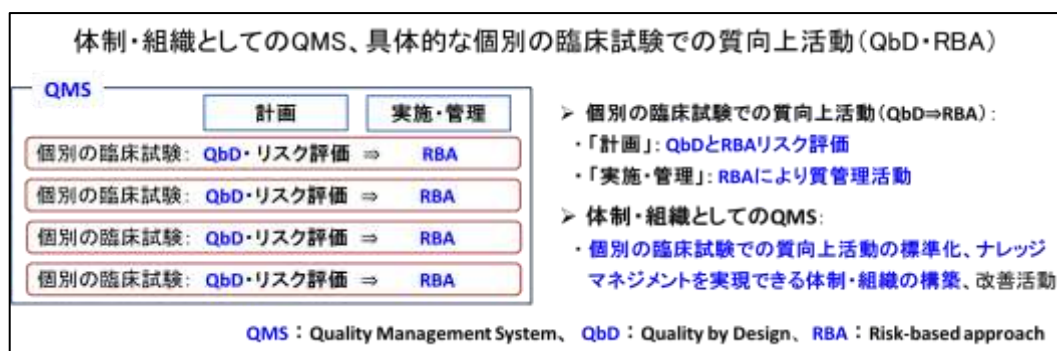 体制・組織としてのQMS、具体的な個別の臨床試験での質向上活動(QbD・RBA)
QMS
計画 実施・管理
個別の臨床試験: QbD・リスク評価 ⇒ RBA
個別の臨床試験: QbD・リスク評価 ⇒ RBA
個別の臨床試験: QbD・リスク評価 ⇒ RBA
個別の臨床試験: QbD・リスク評価 ⇒ RBA
➢ 個別の臨床試験での質向上活動(QbD⇒RBA):
・「計画」: QbDとRBAリスク評価
・「実施・管理」: RBAにより質管理活動
➢ 体制・組織としてのQMS:
・個別の臨床試験での質向上活動の標準化、ナレッジ
マネジメントを実現できる体制・組織の構築、改善活動
QMS:Quality Management System、 QbD:Quality by Design、 RBA:Risk-based approach